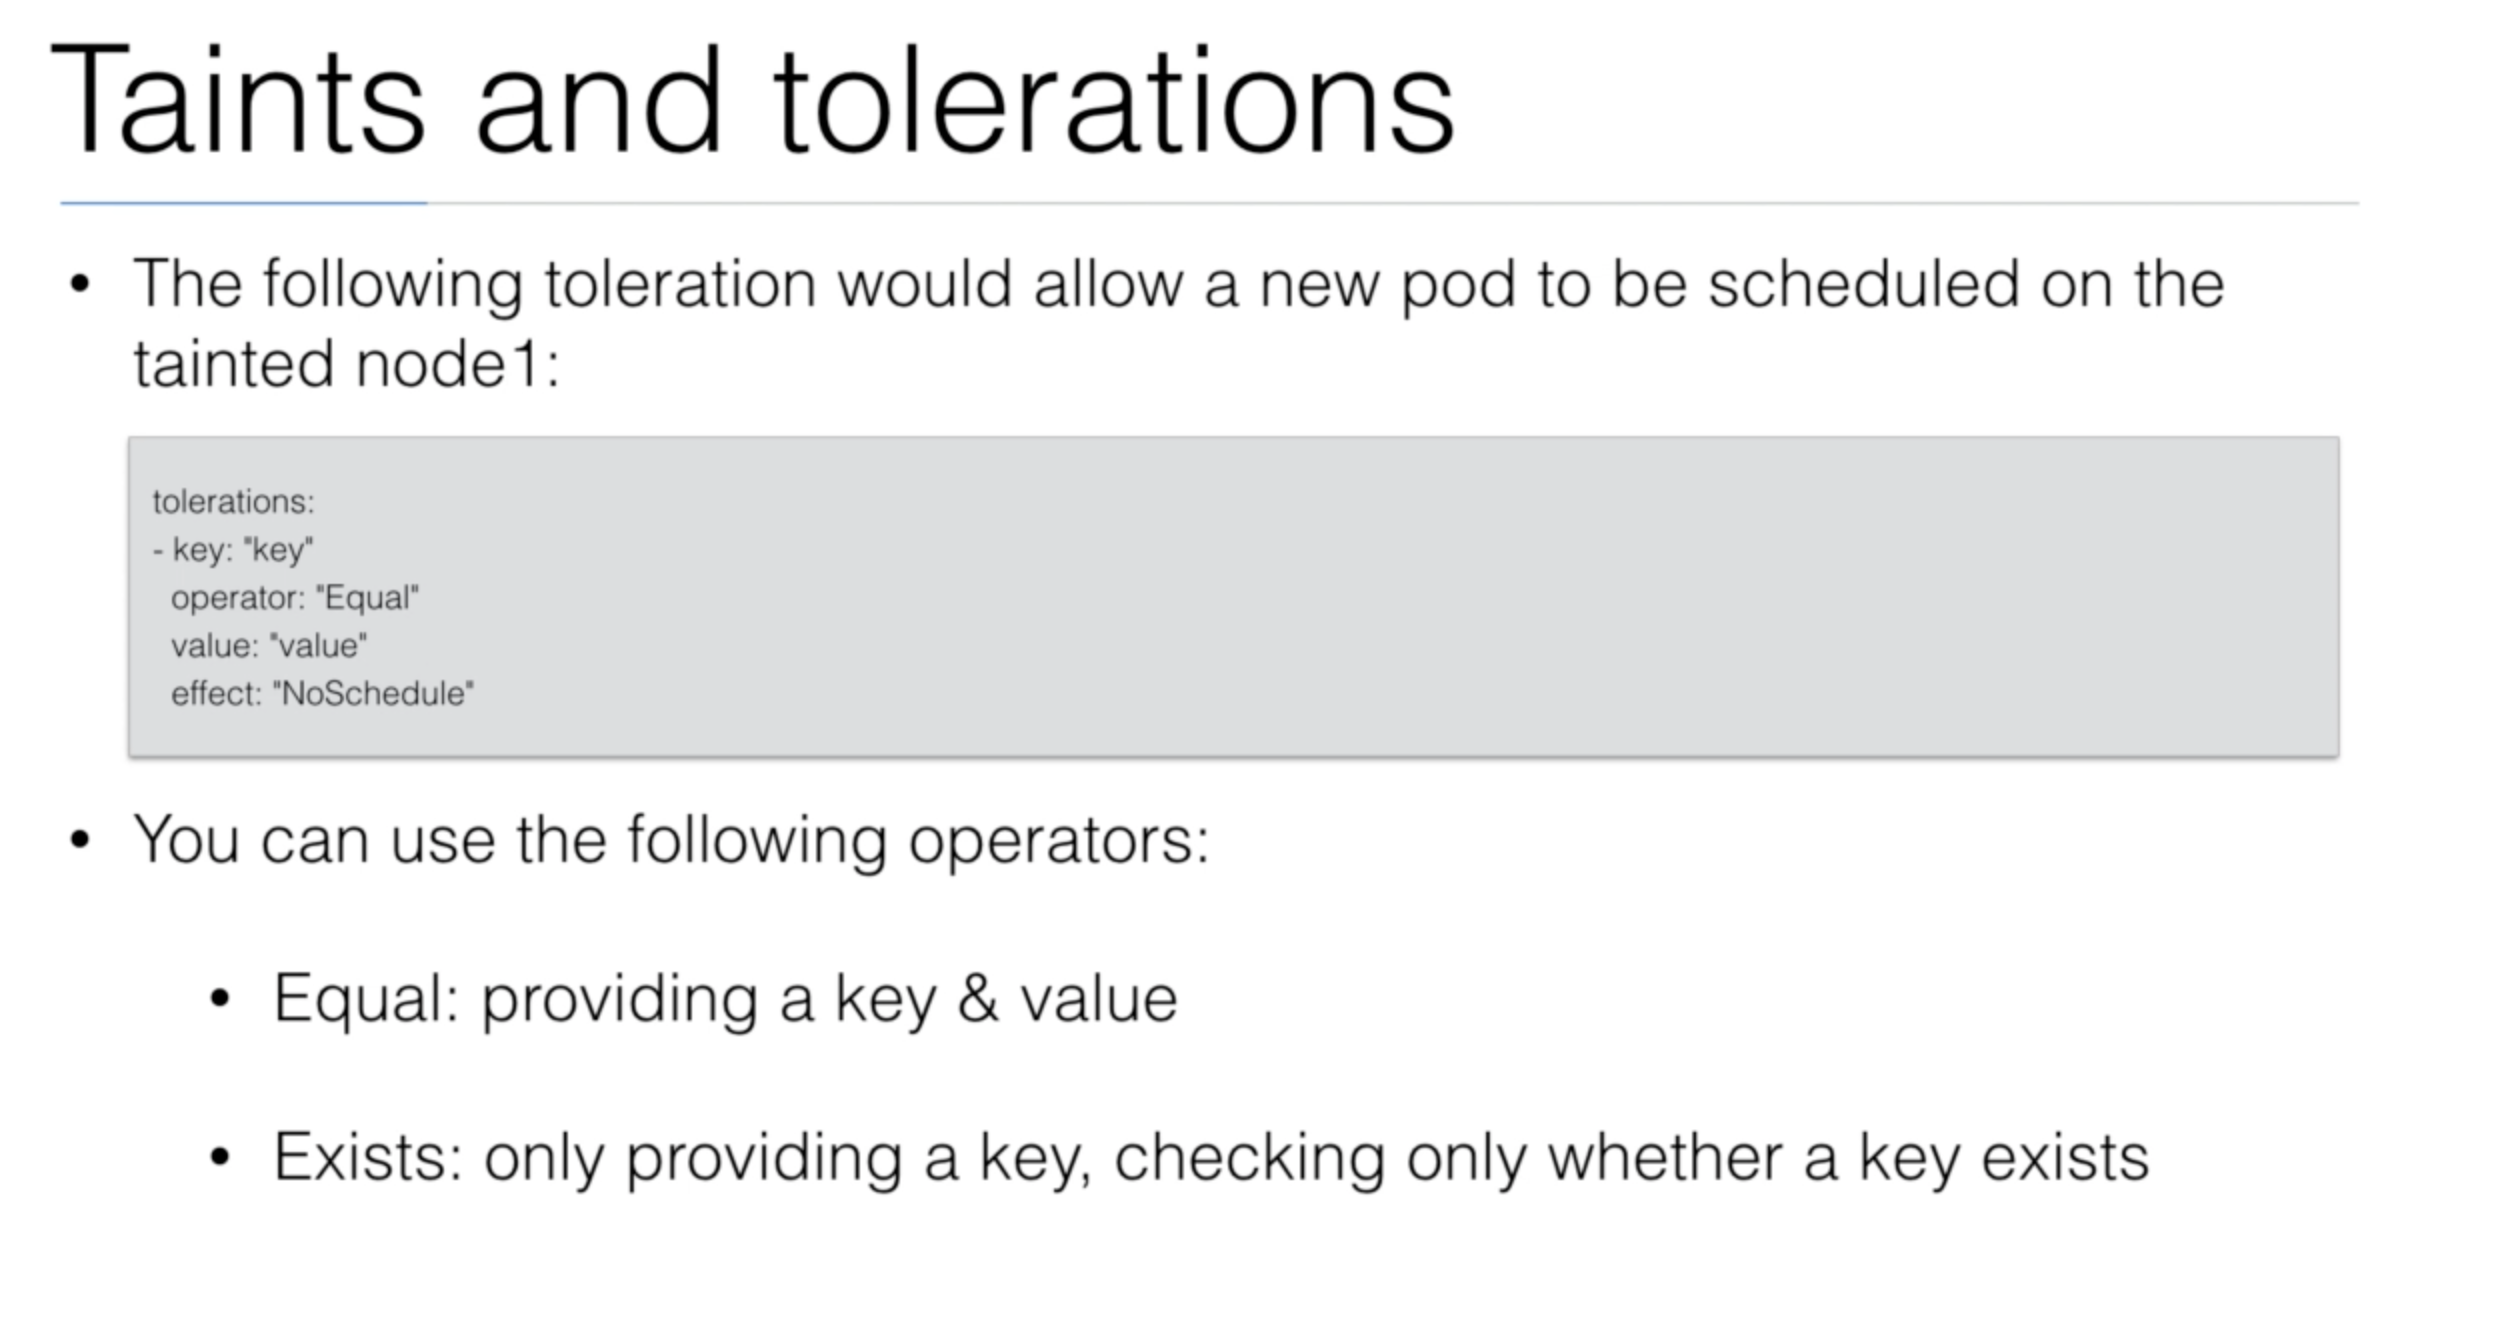 Taints and tolerations
• The following toleration would allow a new pod to be scheduled on the
tainted node1:
tolerations:
- key: "key"
  operator: "Equal"
  value: "value"
  effect: "NoSchedule"
• You can use the following operators:
• Equal: providing a key & value
• Exists: only providing a key, checking only whether a key exists